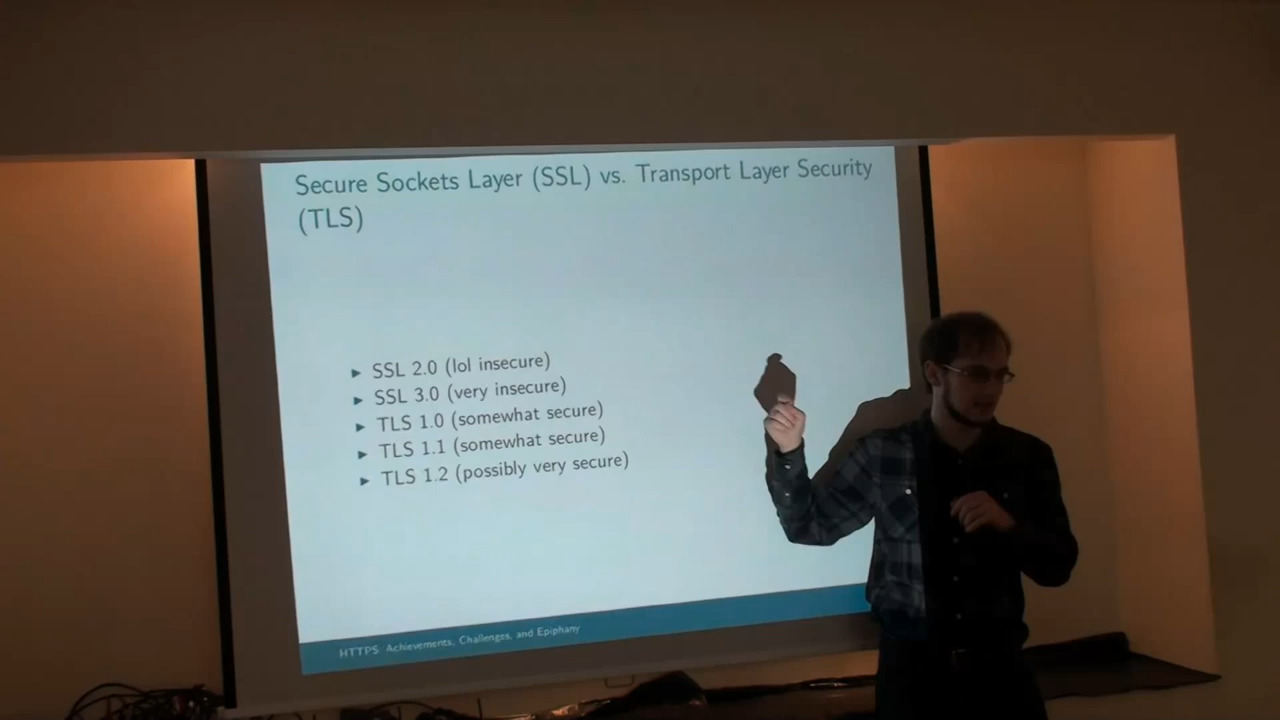 Secure Sockets Layer (SSL) vs. Transport Layer Security
(TLS)
▸ SSL 2.0 (lol insecure)
▸ SSL 3.0 (very insecure)
▸ TLS 1.0 (somewhat secure)
▸ TLS 1.1 (somewhat secure)
▸ TLS 1.2 (possibly very secure)
HTTPS Achievements, Challenges, and Epiphany